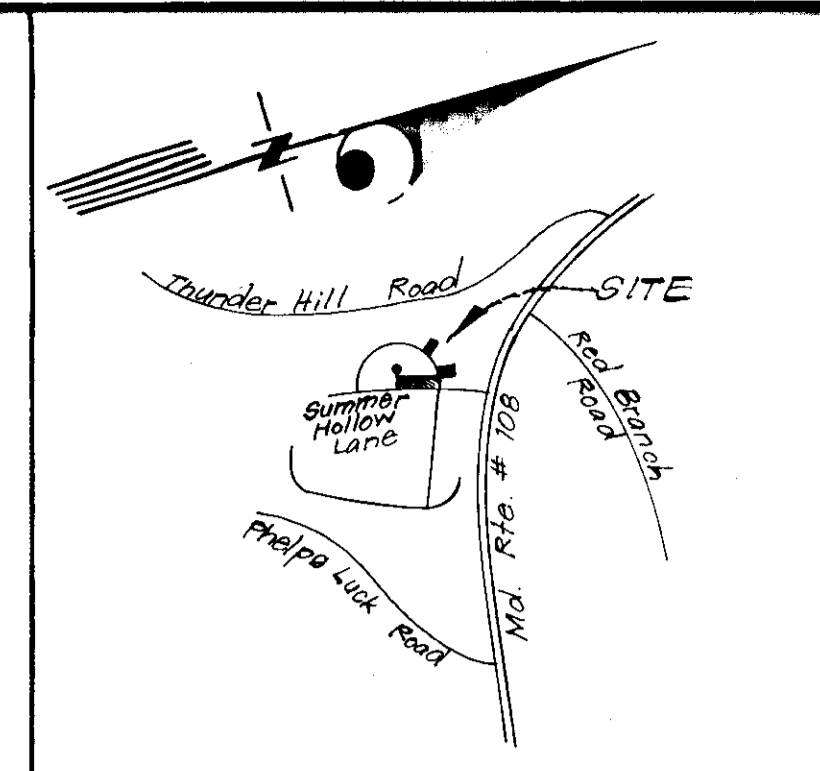 N
Thunder Hill Road
SITE
Red Branch
Road
Summer
Hollow
Lane
Md. Rte. # 108
Phelps Luck Road